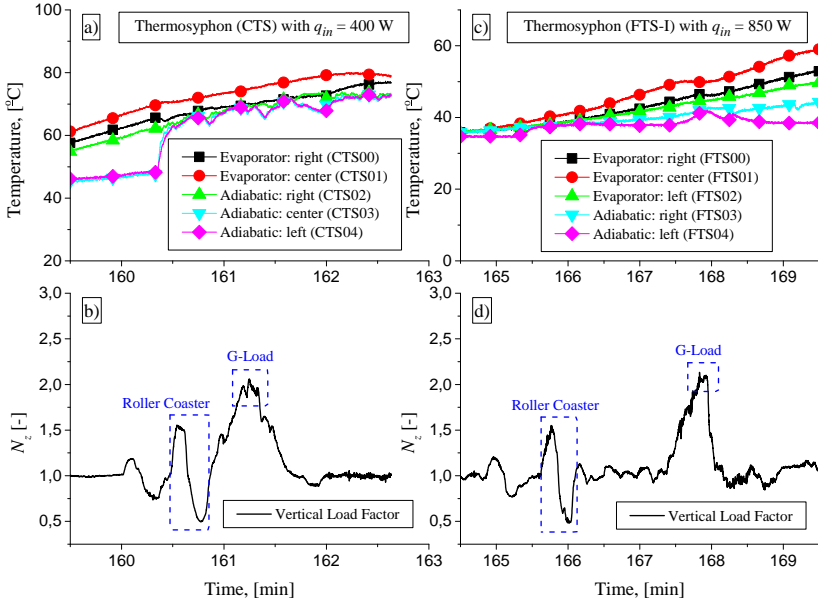 a)
Thermosyphon (CTS) with q_in = 400 W
Temperature, [°C]
100
80
60
40
20
Evaporator: right (CTS00)
Evaporator: center (CTS01)
Adiabatic: right (CTS02)
Adiabatic: center (CTS03)
Adiabatic: left (CTS04)
160
161
162
163
c)
Thermosyphon (FTS-I) with q_in = 850 W
Temperature, [°C]
60
40
20
0
Evaporator: right (FTS00)
Evaporator: center (FTS01)
Evaporator: left (FTS02)
Adiabatic: right (FTS03)
Adiabatic: left (FTS04)
165
166
167
168
169
b)
N_z [-]
3,0
2,5
2,0
1,5
1,0
0,5
G-Load
Roller Coaster
Vertical Load Factor
160
161
162
163
Time, [min]
d)
N_z [-]
3,0
2,5
2,0
1,5
1,0
0,5
G-Load
Roller Coaster
Vertical Load Factor
165
166
167
168
169
Time, [min]